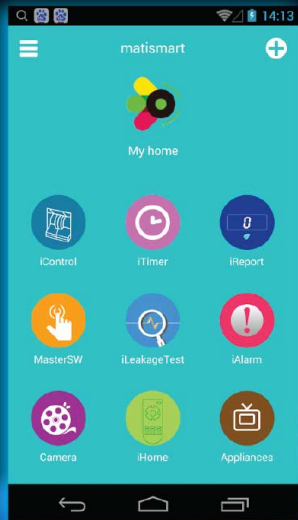 14:13
matismart
My home
iControl iTimer iReport
0
MasterSW iLeakageTest iAlarm
Camera iHome Appliances